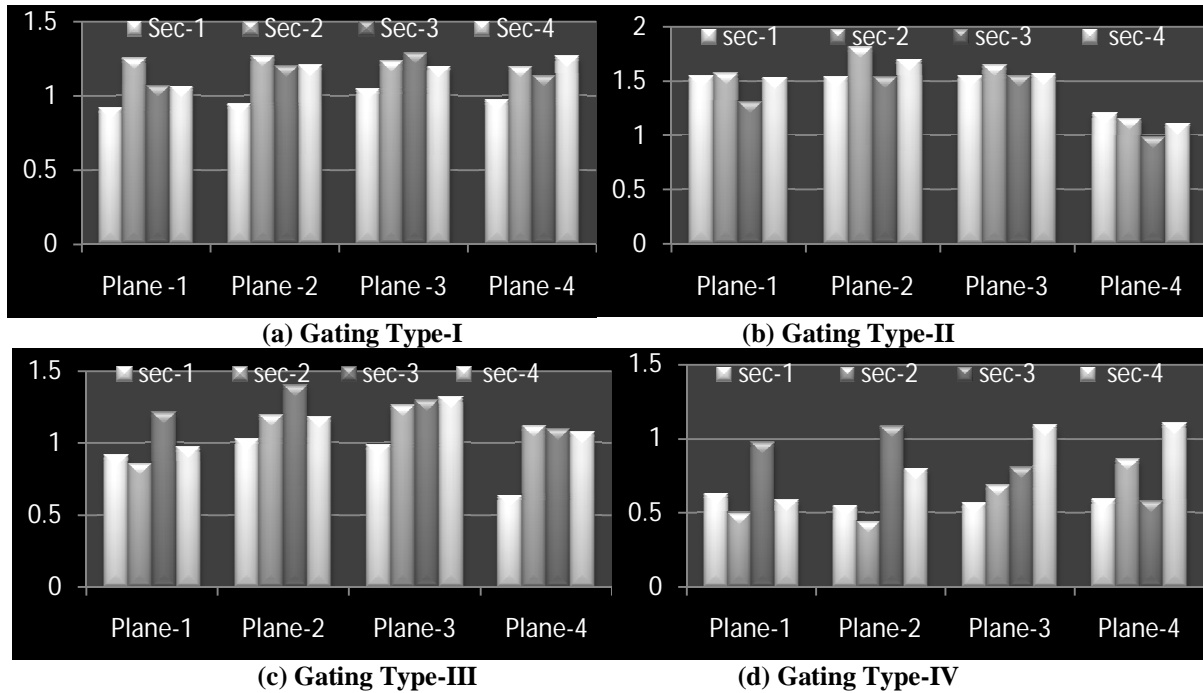 1.5
Sec-1 Sec-2 Sec-3 Sec-4
1
0.5
0
Plane -1 Plane -2 Plane -3 Plane -4
(a) Gating Type-I
2
sec-1 sec-2 sec-3 sec-4
1.5
1
0.5
0
Plane-1 Plane-2 Plane-3 Plane-4
(b) Gating Type-II
1.5
sec-1 sec-2 sec-3 sec-4
1
0.5
0
Plane-1 Plane-2 Plane-3 Plane-4
(c) Gating Type-III
1.5
sec-1 sec-2 sec-3 sec-4
1
0.5
0
Plane-1 Plane-2 Plane-3 Plane-4
(d) Gating Type-IV